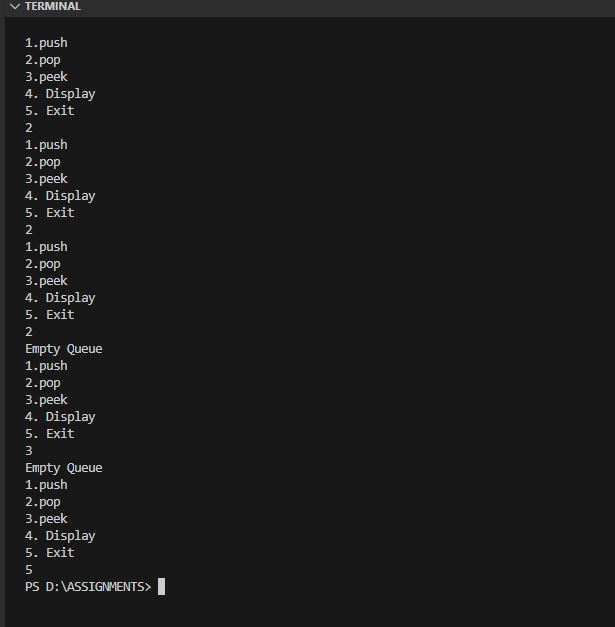 TERMINAL
1.push
2.pop
3.peek
4. Display
5. Exit
2
1.push
2.pop
3.peek
4. Display
5. Exit
2
1.push
2.pop
3.peek
4. Display
5. Exit
2
Empty Queue
1.push
2.pop
3.peek
4. Display
5. Exit
3
Empty Queue
1.push
2.pop
3.peek
4. Display
5. Exit
5
PS D:\ASSIGNMENTS>